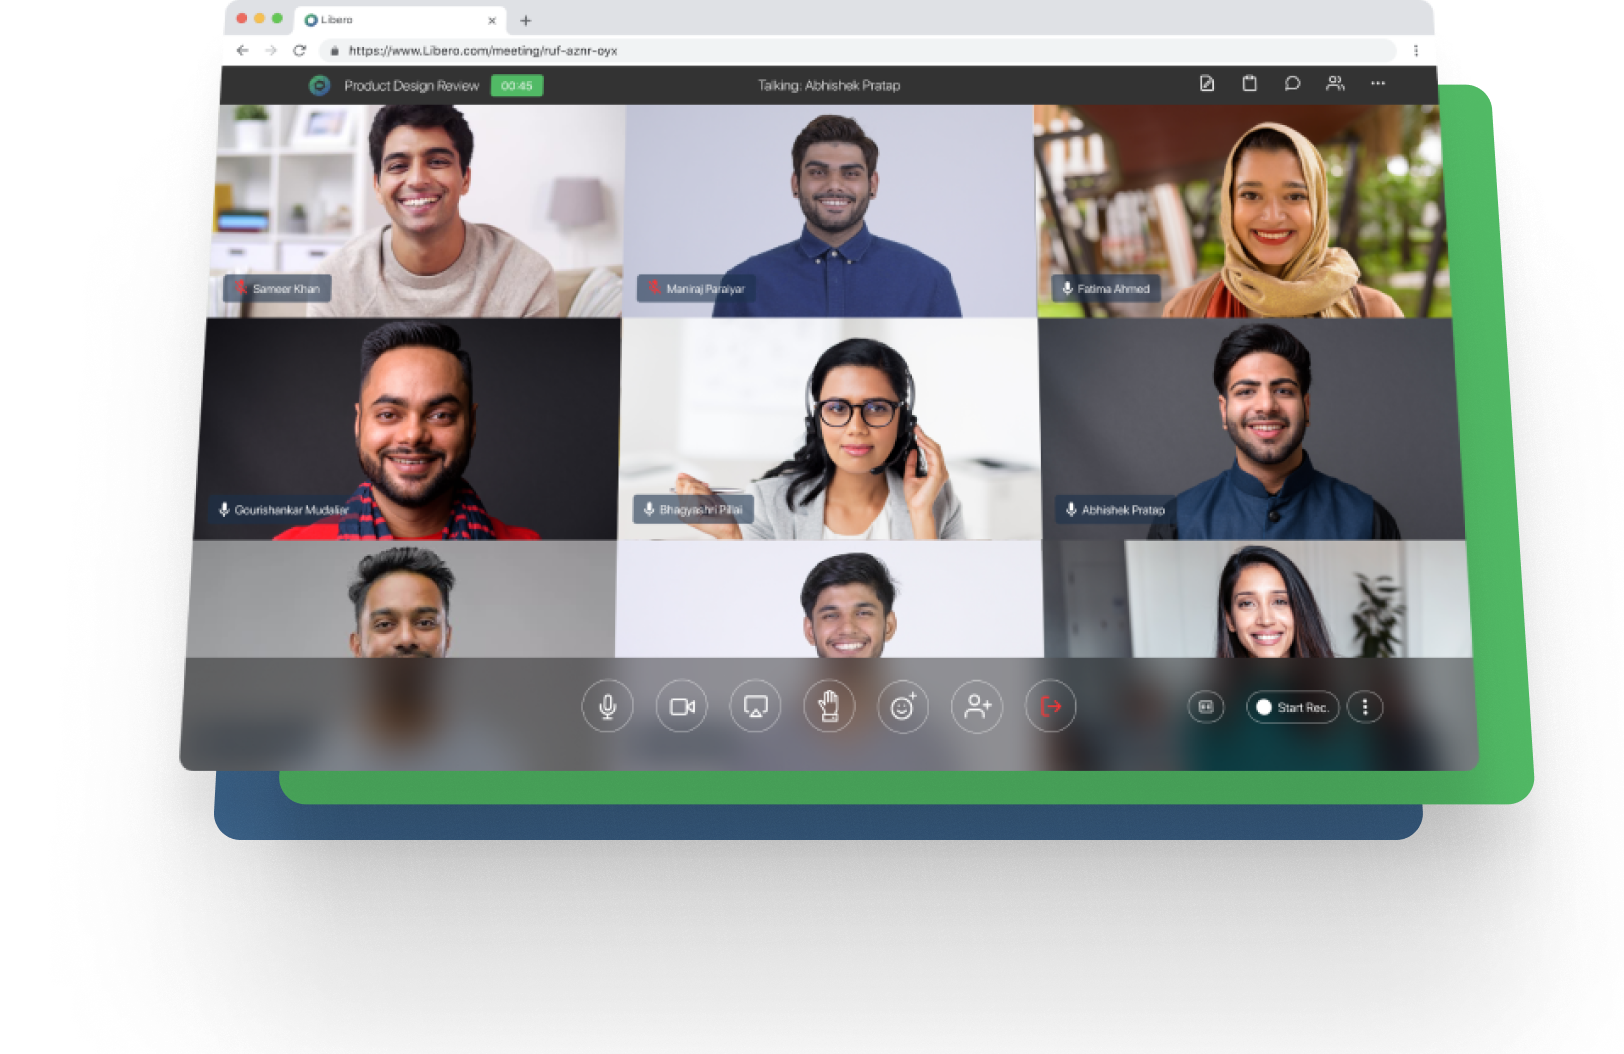 Libero
https://www.Libero.com/meeting/ruf-aznr-oyx
Product Design Review
00:45
Talking: Abhishek Pratap
Sameer Khan
Maniraj Paraiyar
Fatima Ahmed
Gourishankar Mudaliar
Bhagyashri Pillai
Abhishek Pratap
Start Rec.